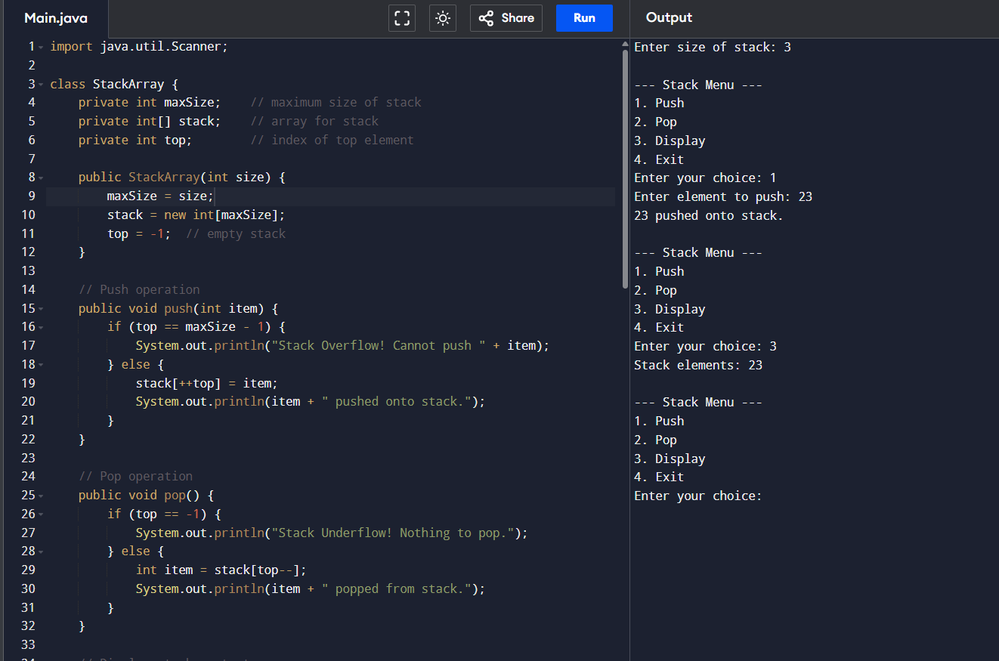 Main.java
Share
Run
Output
1 import java.util.Scanner;
2
3 class StackArray {
4     private int maxSize;    // maximum size of stack
5     private int[] stack;    // array for stack
6     private int top;        // index of top element
7
8     public StackArray(int size) {
9         maxSize = size;
10         stack = new int[maxSize];
11         top = -1;  // empty stack
12     }
13
14     // Push operation
15     public void push(int item) {
16         if (top == maxSize - 1) {
17             System.out.println("Stack Overflow! Cannot push " + item);
18         } else {
19             stack[++top] = item;
20             System.out.println(item + " pushed onto stack.");
21         }
22     }
23
24     // Pop operation
25     public void pop() {
26         if (top == -1) {
27             System.out.println("Stack Underflow! Nothing to pop.");
28         } else {
29             int item = stack[top--];
30             System.out.println(item + " popped from stack.");
31         }
32     }
33
Enter size of stack: 3

--- Stack Menu ---
1. Push
2. Pop
3. Display
4. Exit
Enter your choice: 1
Enter element to push: 23
23 pushed onto stack.

--- Stack Menu ---
1. Push
2. Pop
3. Display
4. Exit
Enter your choice: 3
Stack elements: 23

--- Stack Menu ---
1. Push
2. Pop
3. Display
4. Exit
Enter your choice: